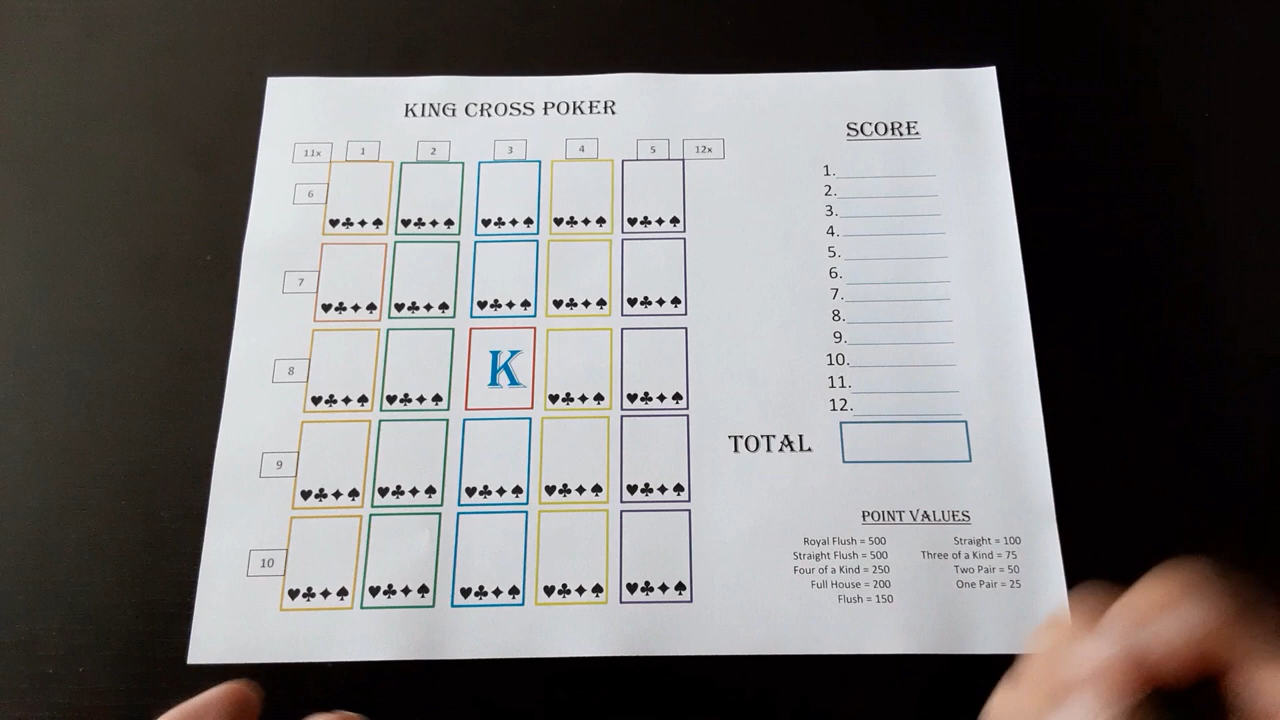 KING CROSS POKER
11x 1 2 3 4 5 12x
6
♥♣✦♠ ♥♣✦♠ ♥♣✦♠ ♥♣✦♠ ♥♣✦♠
7
♥♣✦♠ ♥♣✦♠ ♥♣✦♠ ♥♣✦♠ ♥♣✦♠
8
K
♥♣✦♠ ♥♣✦♠ ♥♣✦♠ ♥♣✦♠
9
♥♣✦♠ ♥♣✦♠ ♥♣✦♠ ♥♣✦♠ ♥♣✦♠
10
♥♣✦♠ ♥♣✦♠ ♥♣✦♠ ♥♣✦♠ ♥♣✦♠
SCORE
1.
2.
3.
4.
5.
6.
7.
8.
9.
10.
11.
12.
TOTAL
POINT VALUES
Royal Flush = 500
Straight Flush = 500
Four of a Kind = 250
Full House = 200
Flush = 150
Straight = 100
Three of a Kind = 75
Two Pair = 50
One Pair = 25